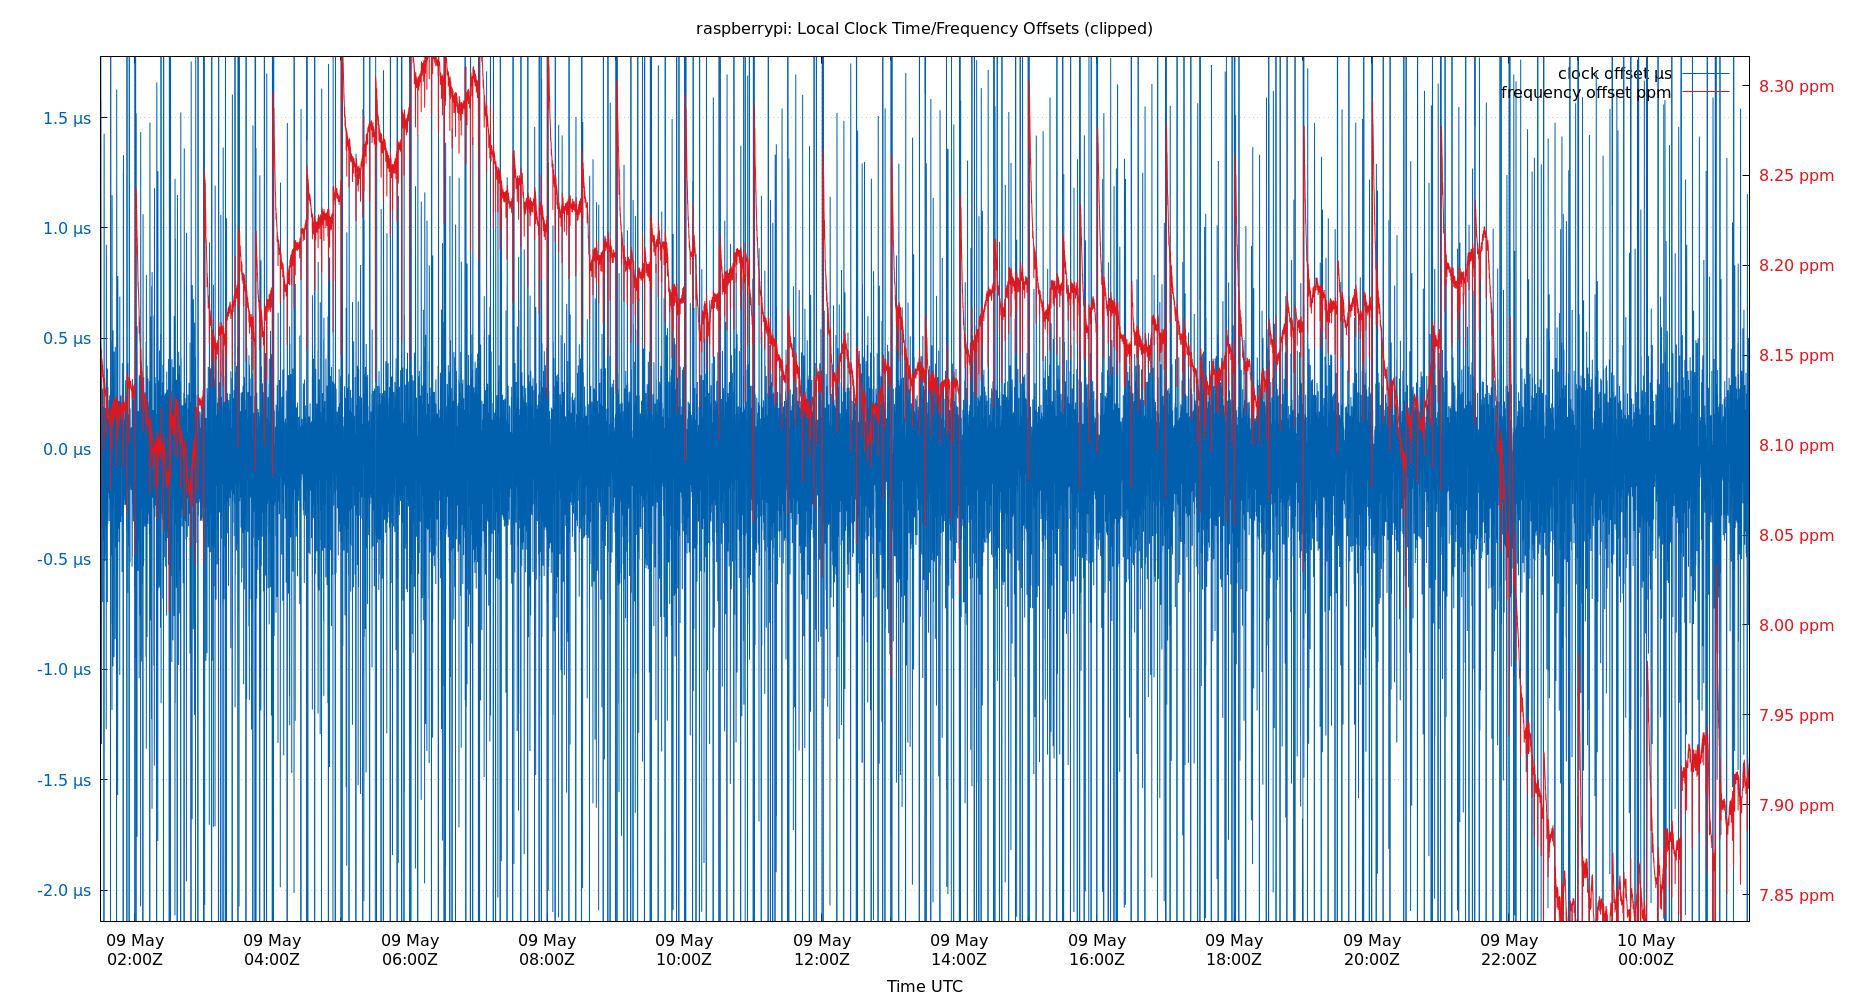 raspberrypi: Local Clock Time/Frequency Offsets (clipped)
clock offset µs
frequency offset ppm
1.5 µs
1.0 µs
0.5 µs
0.0 µs
-0.5 µs
-1.0 µs
-1.5 µs
-2.0 µs
8.30 ppm
8.25 ppm
8.20 ppm
8.15 ppm
8.10 ppm
8.05 ppm
8.00 ppm
7.95 ppm
7.90 ppm
7.85 ppm
09 May 09 May 09 May 09 May 09 May 09 May 09 May 09 May 09 May 09 May 09 May 10 May
02:00Z 04:00Z 06:00Z 08:00Z 10:00Z 12:00Z 14:00Z 16:00Z 18:00Z 20:00Z 22:00Z 00:00Z
Time UTC